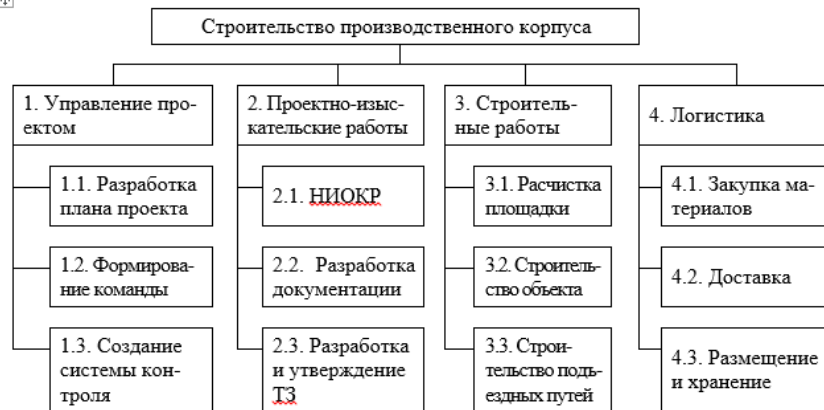 Строительство производственного корпуса
1. Управление про-
ектом
2. Проектно-изыс-
кательские работы
3. Строитель-
ные работы
4. Логистика
1.1. Разработка
плана проекта
2.1. НИОКР
3.1. Расчистка
площадки
4.1. Закупка ма-
териалов
1.2. Формирова-
ние команды
2.2. Разработка
документации
3.2. Строитель-
ство объекта
4.2. Доставка
1.3. Создание
системы кон-
троля
2.3. Разработка
и утверждение
ТЗ
3.3. Строи-
тельство подъ-
ездных путей
4.3. Размещение
и хранение